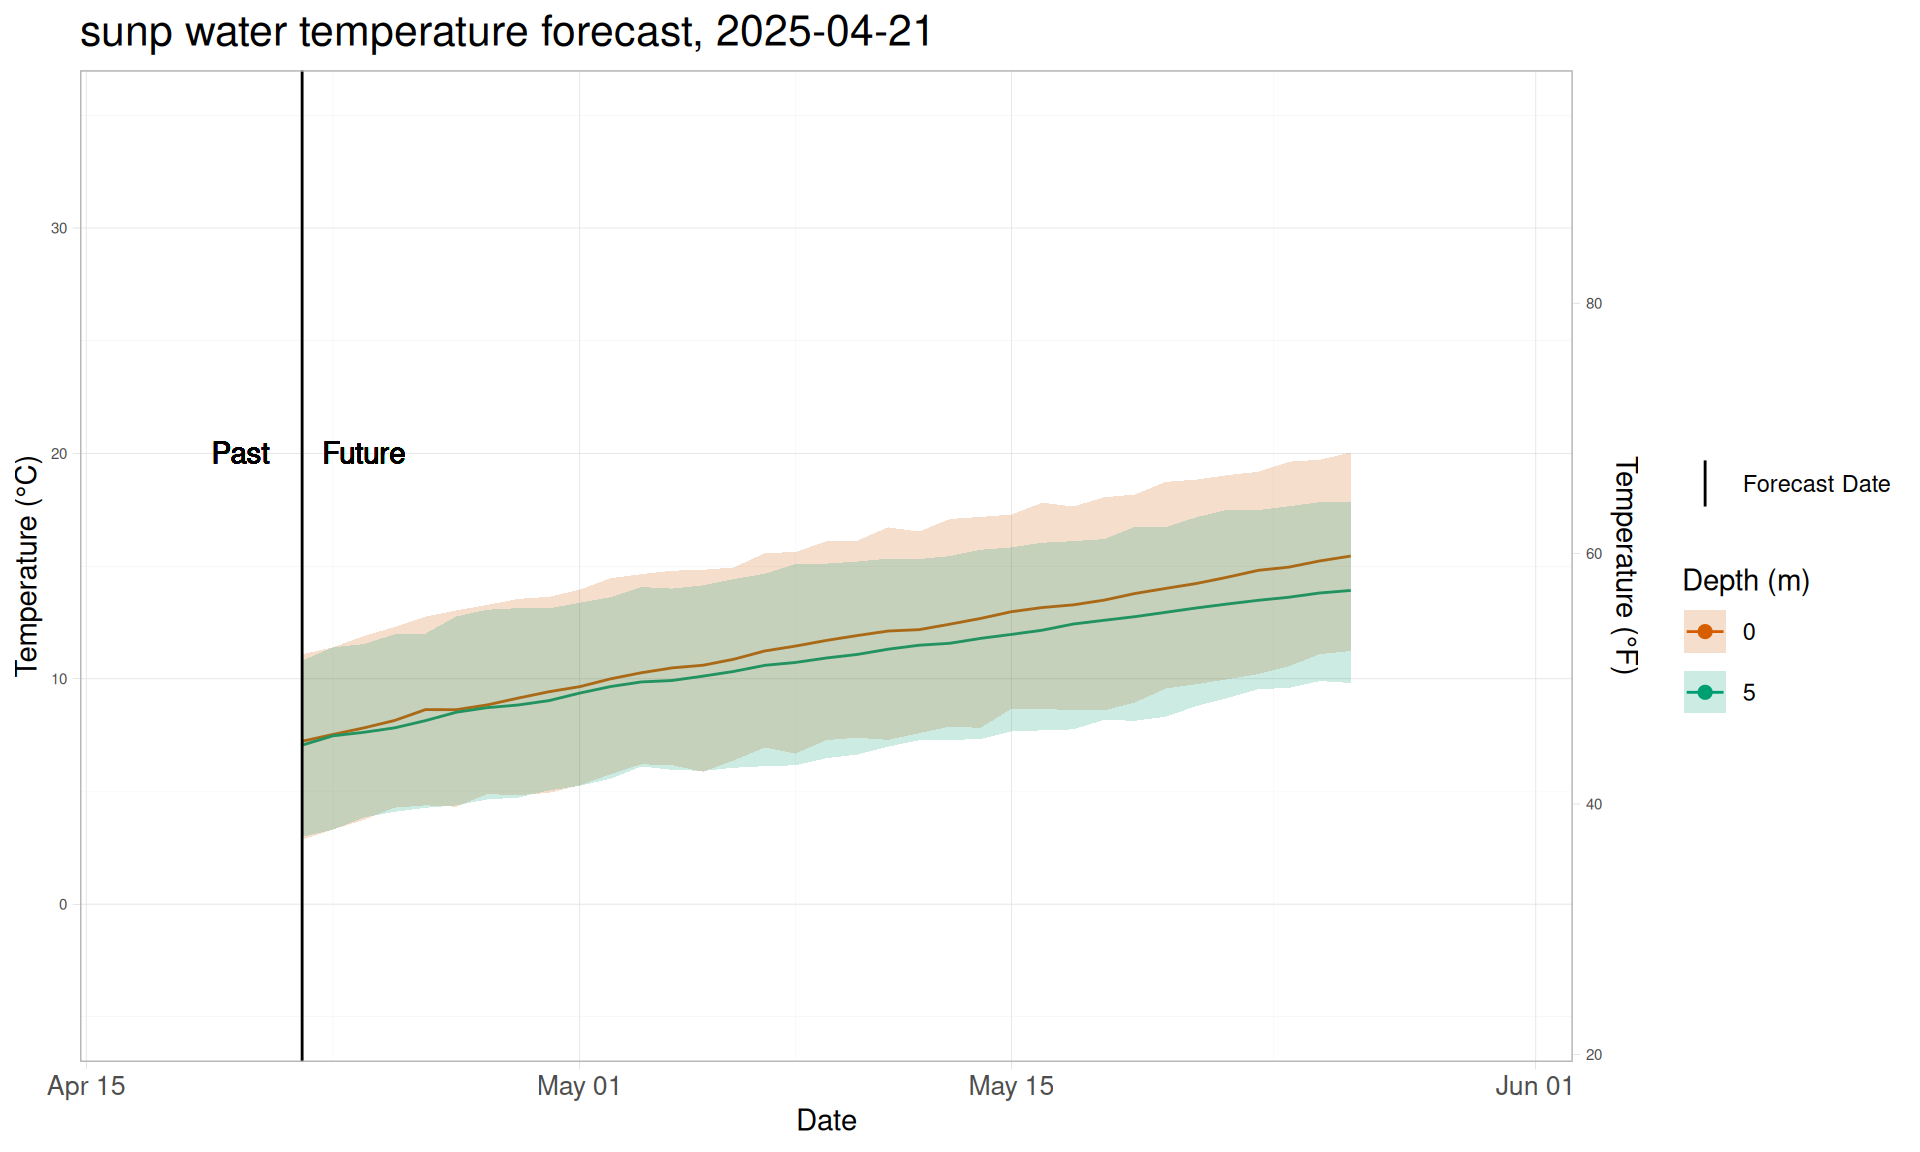 sunp water temperature forecast, 2025-04-21
Temperature (°C)
30
20
10
0
Past
Future
80
60
40
20
Temperature (°F)
Apr 15
May 01
May 15
Jun 01
Date
Forecast Date
Depth (m)
0
5